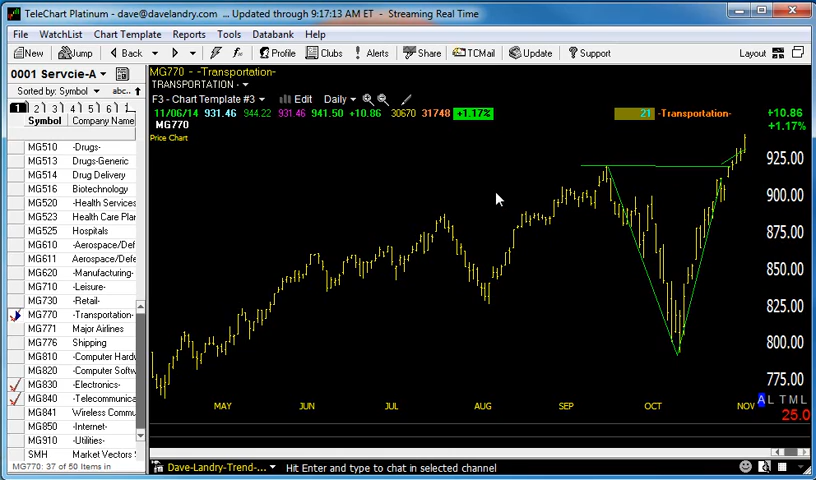 TeleChart Platinum - dave@davelandry.com ... Updated through 9:17:13 AM ET - Streaming Real Time
File WatchList Chart Template Reports Tools Databank Help
New Jump Back Profile Clubs Alerts Share TCMail Update Support Layout
0001 Servcie-A
Sorted by: Symbol abc..
1 2 3 4 5 6
Symbol Company Name
MG510 -Drugs-
MG513 Drugs-Generic
MG514 Drug Delivery
MG516 Biotechnology
MG520 -Health Services
MG523 Health Care Plan
MG525 Hospitals
MG610 -Aerospace/Def
MG611 Aerospace/Defe
MG620 -Manufacturing-
MG710 -Leisure-
MG730 -Retail-
MG770 -Transportation-
MG771 Major Airlines
MG776 Shipping
MG810 -Computer Hardw
MG820 -Computer Softw
MG830 -Electronics-
MG840 -Telecommunica
MG841 Wireless Commu
MG850 -Internet-
MG910 -Utilities-
SMH Market Vectors S
MG770: 37 of 50 Items in
MG770 - -Transportation-
TRANSPORTATION -
F3 - Chart Template #3 Edit Daily
11/06/14 931.46 944.22 931.46 941.50 +10.86 30670 31748 +1.17% 21 -Transportation- +10.86
+1.17%
MG770
Price Chart
925.00
900.00
875.00
850.00
825.00
800.00
775.00
MAY JUN JUL AUG SEP OCT NOV
A L T M L
25.0
Dave-Landry-Trend-... Hit Enter and type to chat in selected channel